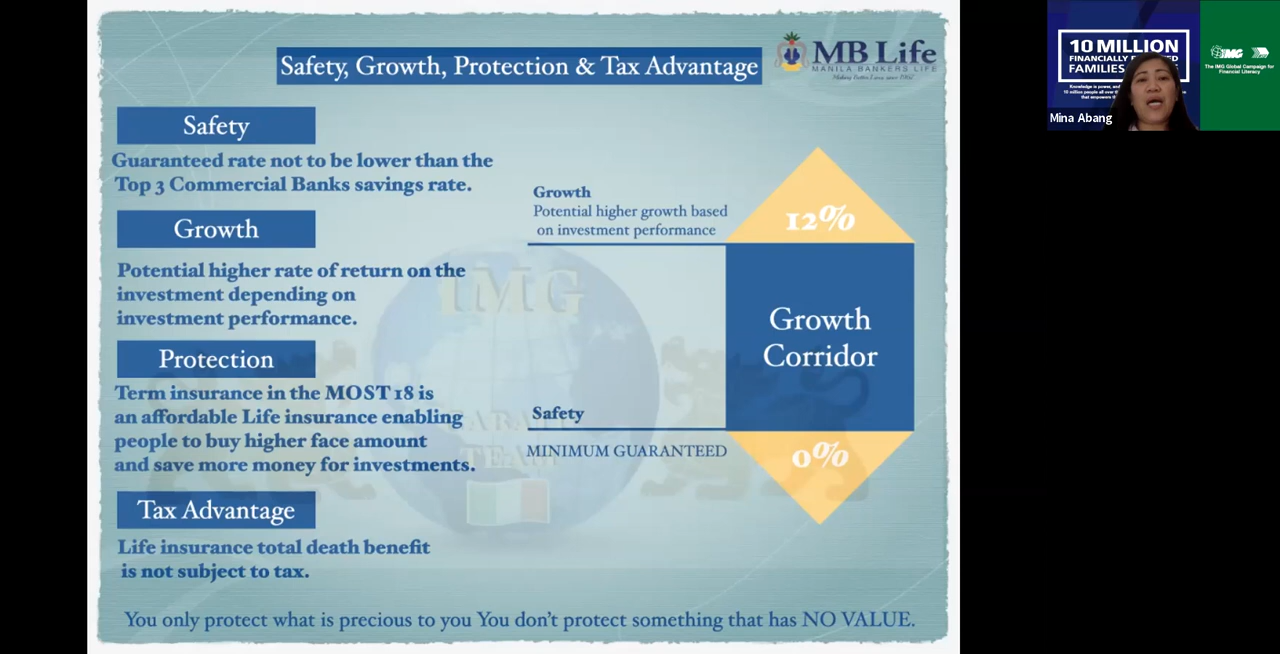 Safety, Growth, Protection & Tax Advantage
MB Life
MANILA BANKERS LIFE
Safety
Guaranteed rate not to be lower than the
Top 3 Commercial Banks savings rate.
Growth
Potential higher rate of return on the
investment depending on
investment performance.
Protection
Term insurance in the MOST 18 is
an affordable Life insurance enabling
people to buy higher face amount
and save more money for investments.
Tax Advantage
Life insurance total death benefit
is not subject to tax.
Growth
Potential higher growth based
on investment performance
12%
Growth
Corridor
Safety
MINIMUM GUARANTEED
0%
IMG
You only protect what is precious to you You don't protect something that has NO VALUE.
10 MILLION
FINANCIALLY
FAMILIES
Mina Abang
IMG
The IMG Global Campaign for
Financial Literacy